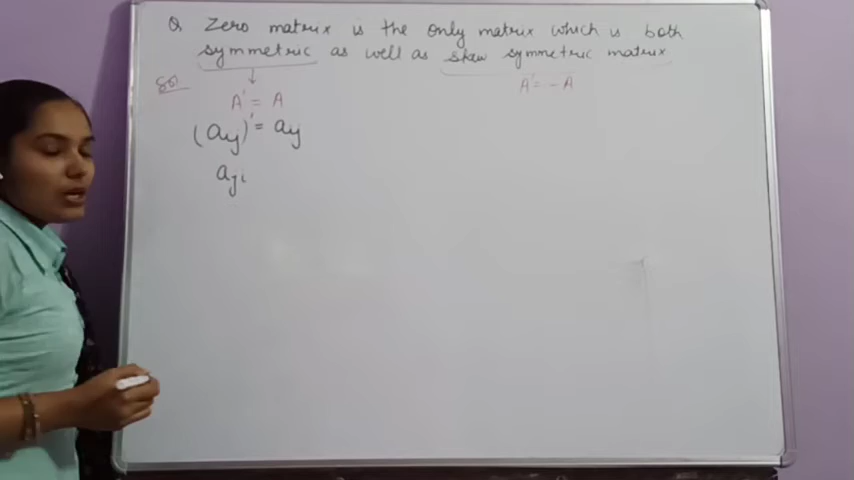 Q Zero matrix is the only matrix which is both
symmetric as well as skew symmetric matrix
Sol
A' = A
A' = -A
(aij)' = aij
aji